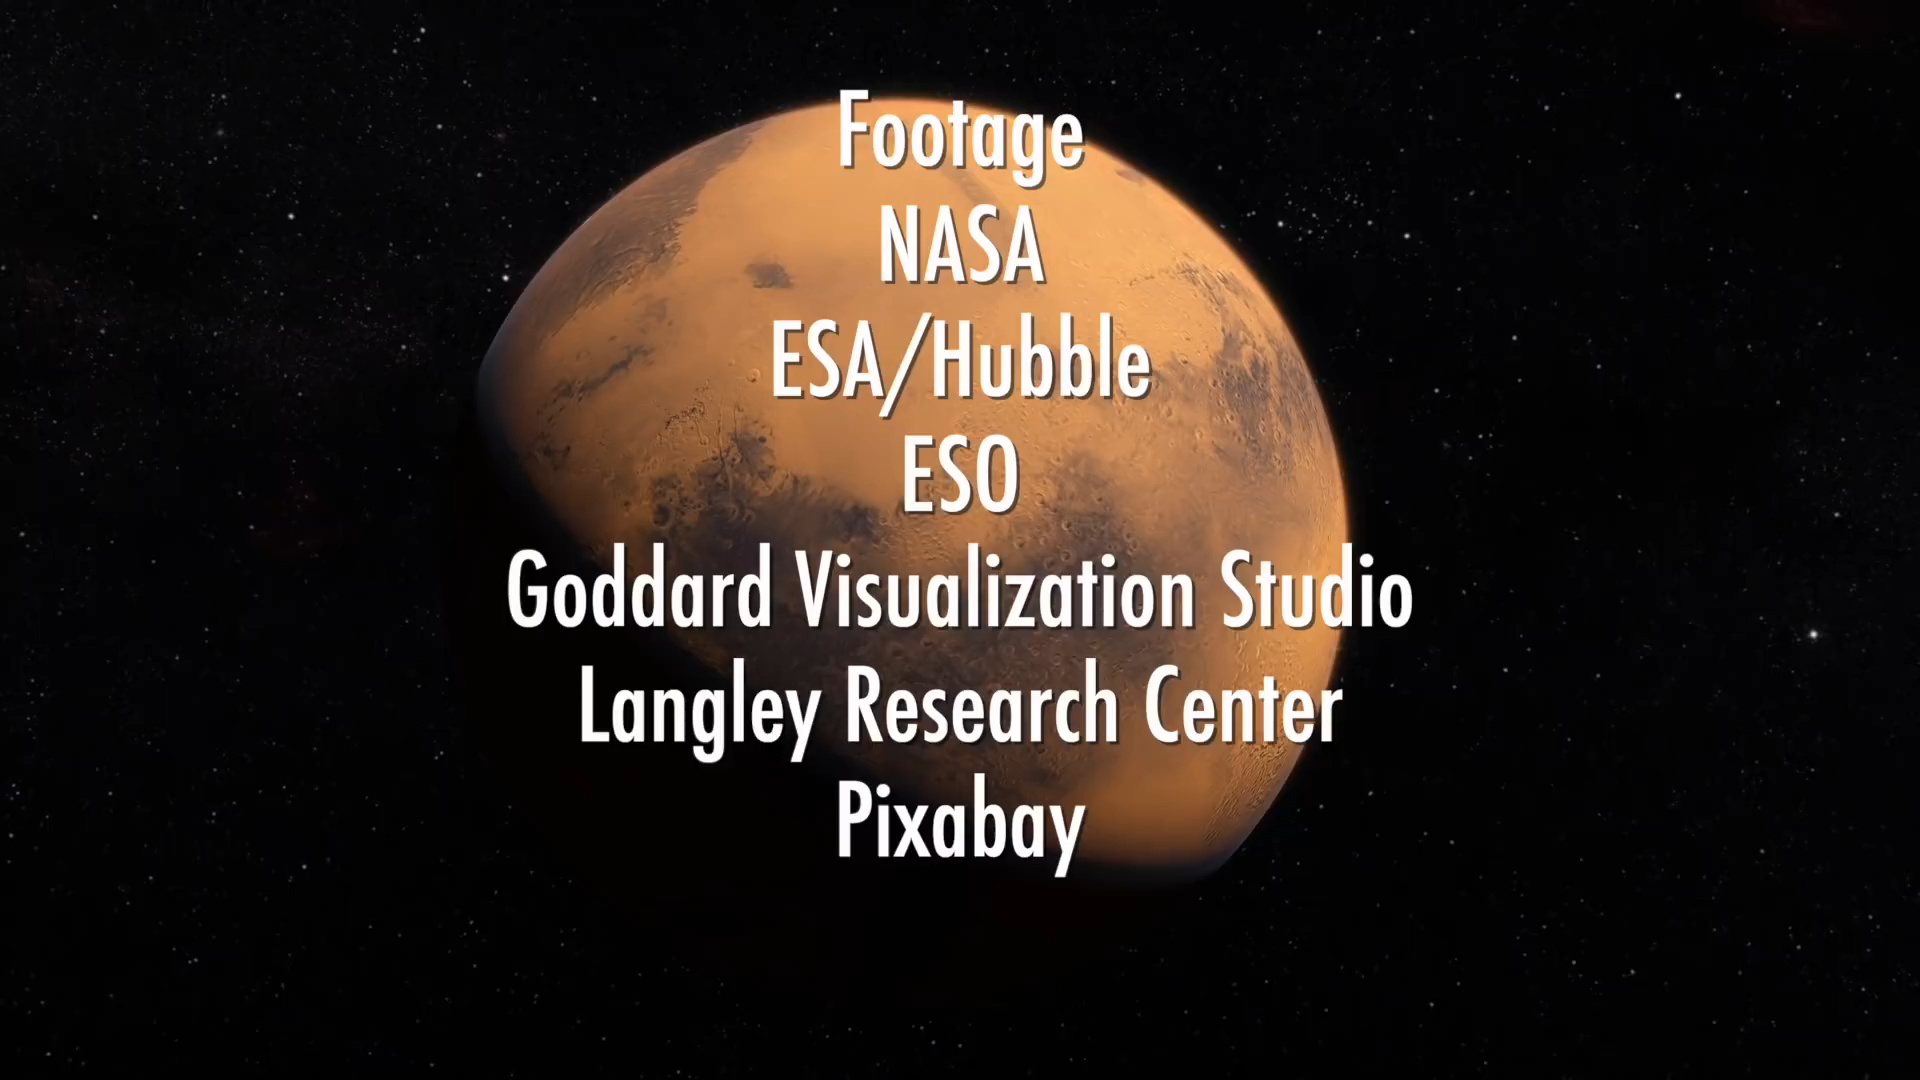 Footage
NASA
ESA/Hubble
ESO
Goddard Visualization Studio
Langley Research Center
Pixabay